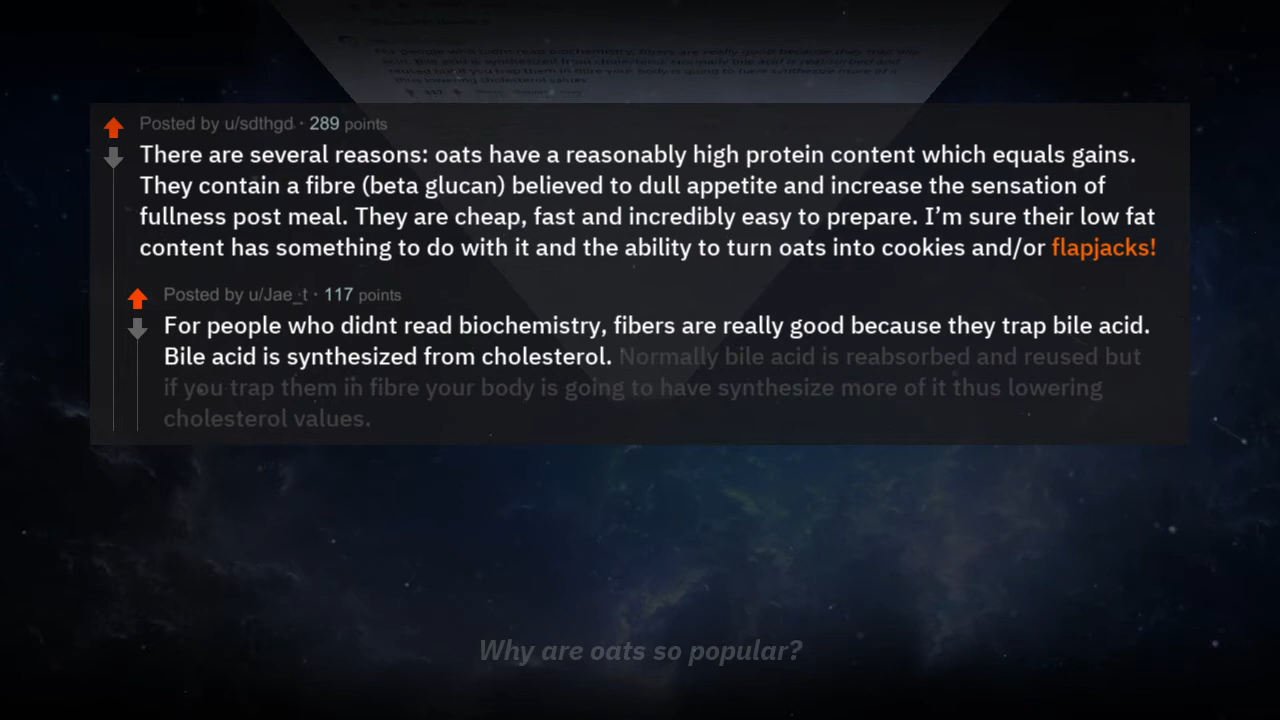 Posted by u/sdthgd · 289 points
There are several reasons: oats have a reasonably high protein content which equals gains.
They contain a fibre (beta glucan) believed to dull appetite and increase the sensation of
fullness post meal. They are cheap, fast and incredibly easy to prepare. I’m sure their low fat
content has something to do with it and the ability to turn oats into cookies and/or flapjacks!
Posted by u/Jae_t · 117 points
For people who didnt read biochemistry, fibers are really good because they trap bile acid.
Bile acid is synthesized from cholesterol. Normally bile acid is reabsorbed and reused but
if you trap them in fibre your body is going to have synthesize more of it thus lowering
cholesterol values.
Why are oats so popular?